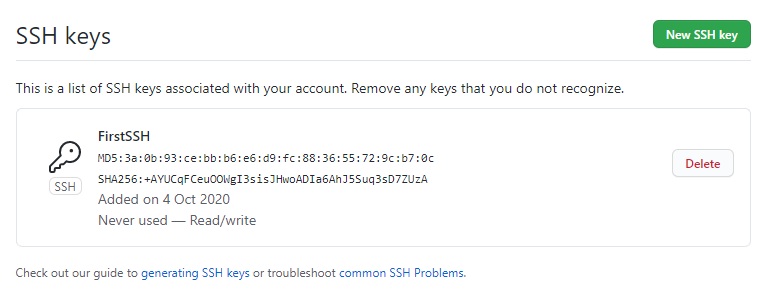 SSH keys
New SSH key
This is a list of SSH keys associated with your account. Remove any keys that you do not recognize.
FirstSSH
MD5:3a:0b:93:ce:bb:b6:e6:d9:fc:88:36:55:72:9c:b7:0c
SHA256:+AYUCqFCeuOOWgI3sisJHwoADIa6AhJ5Suq3sD7ZUzA
Added on 4 Oct 2020
Never used — Read/write
SSH
Delete
Check out our guide to generating SSH keys or troubleshoot common SSH Problems.